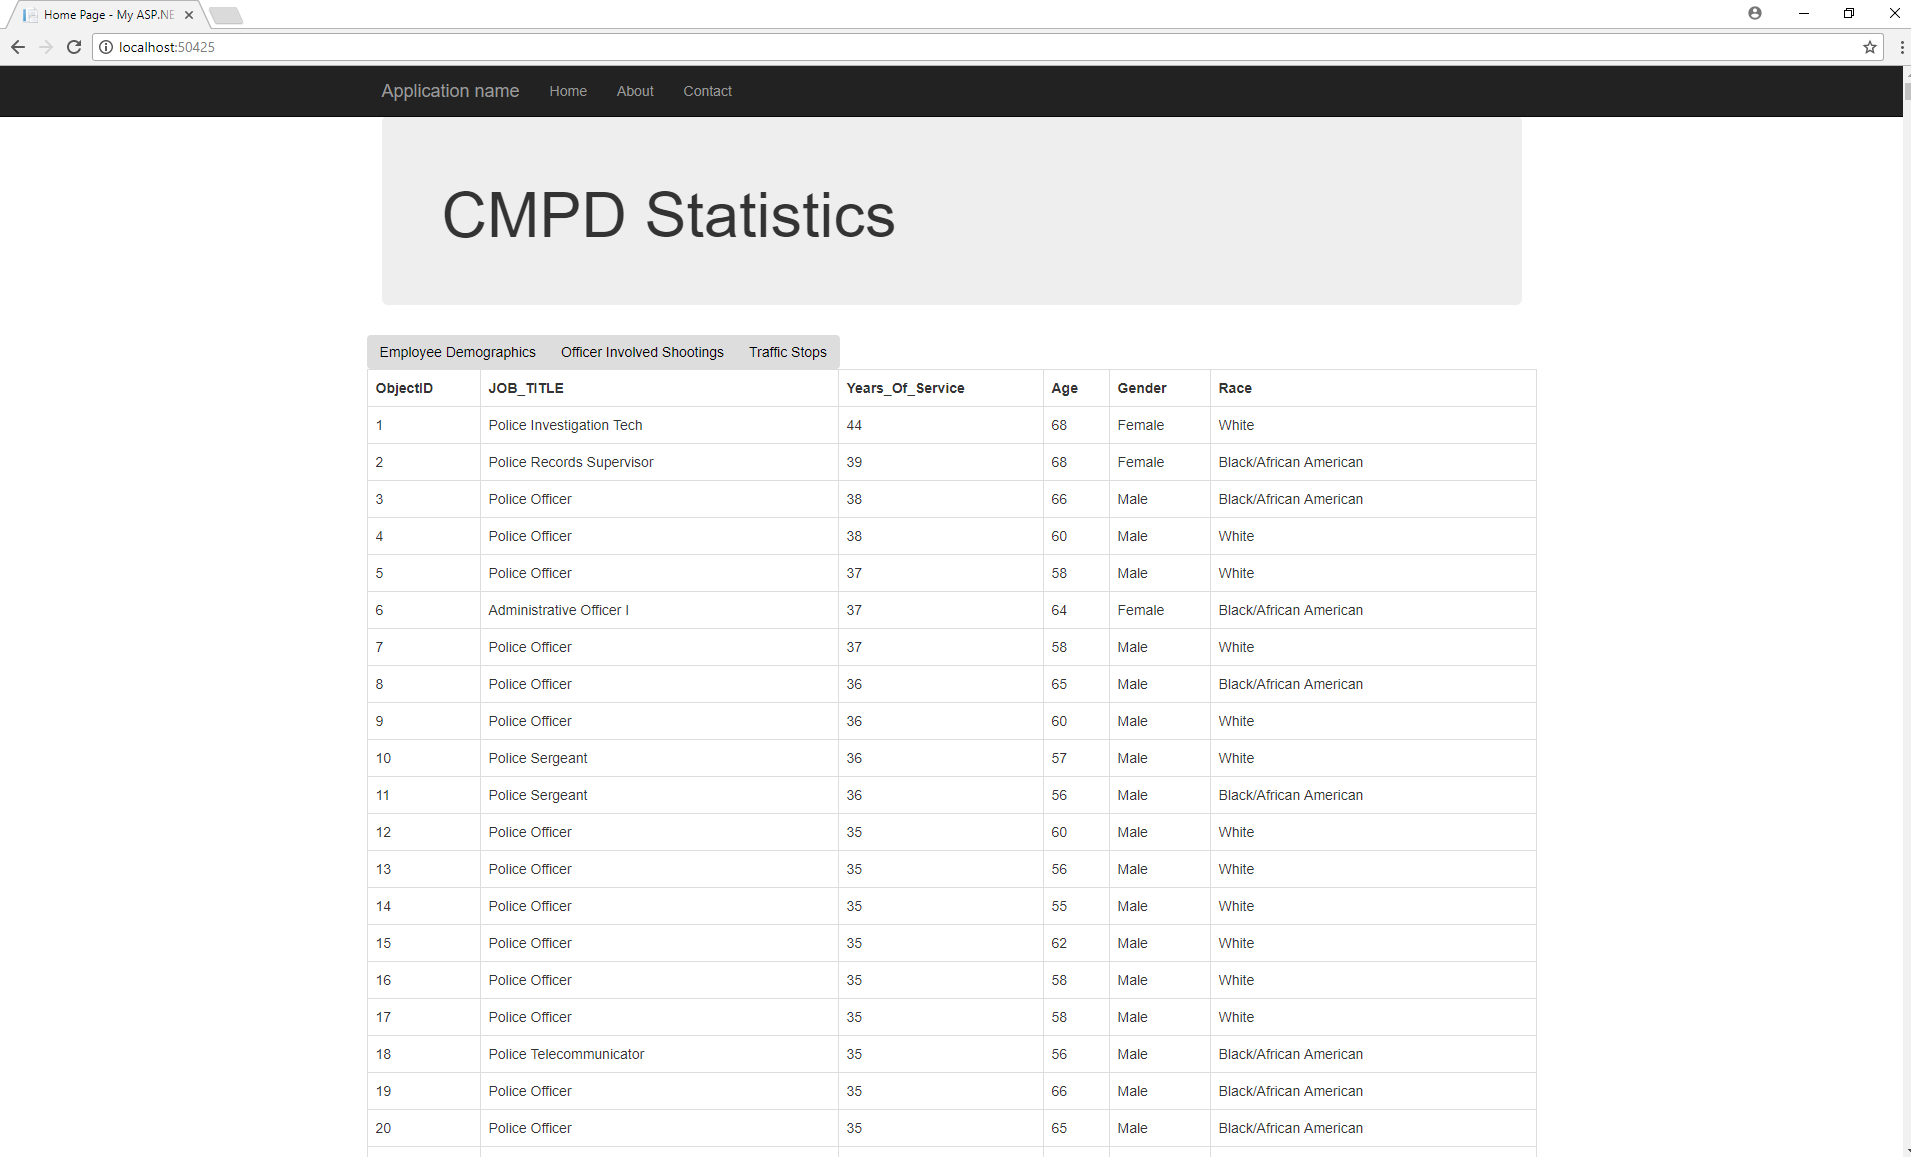 Home Page - My ASP.NE
localhost:50425
Application name Home About Contact
CMPD Statistics
Employee Demographics Officer Involved Shootings Traffic Stops
ObjectID JOB_TITLE Years_Of_Service Age Gender Race
1 Police Investigation Tech 44 68 Female White
2 Police Records Supervisor 39 68 Female Black/African American
3 Police Officer 38 66 Male Black/African American
4 Police Officer 38 60 Male White
5 Police Officer 37 58 Male White
6 Administrative Officer I 37 64 Female Black/African American
7 Police Officer 37 58 Male White
8 Police Officer 36 65 Male Black/African American
9 Police Officer 36 60 Male White
10 Police Sergeant 36 57 Male White
11 Police Sergeant 36 56 Male Black/African American
12 Police Officer 35 60 Male White
13 Police Officer 35 56 Male White
14 Police Officer 35 55 Male White
15 Police Officer 35 62 Male White
16 Police Officer 35 58 Male White
17 Police Officer 35 58 Male White
18 Police Telecommunicator 35 56 Male Black/African American
19 Police Officer 35 66 Male Black/African American
20 Police Officer 35 65 Male Black/African American